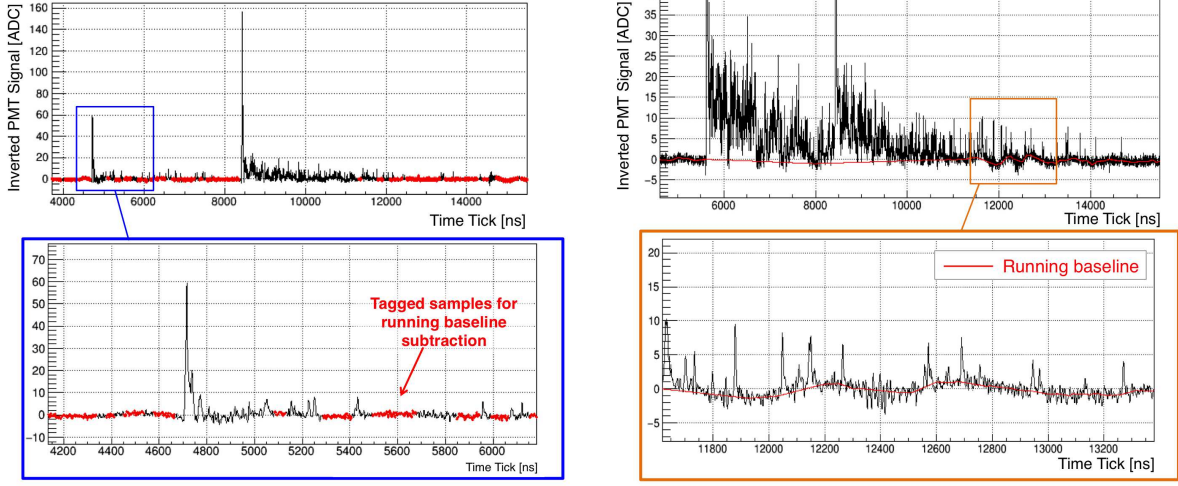 Inverted PMT Signal [ADC]
160
140
120
100
80
60
40
20
0
4000 6000 8000 10000 12000 14000
Time Tick [ns]
Inverted PMT Signal [ADC]
35
30
25
20
15
10
5
0
−5
6000 8000 10000 12000 14000
Time Tick [ns]
70
60
50
40
30
20
10
0
−10
Tagged samples for
running baseline
subtraction
4200 4400 4600 4800 5000 5200 5400 5600 5800 6000
Time Tick [ns]
20
15
10
5
0
−5
Running baseline
11800 12000 12200 12400 12600 12800 13000 13200
Time Tick [ns]